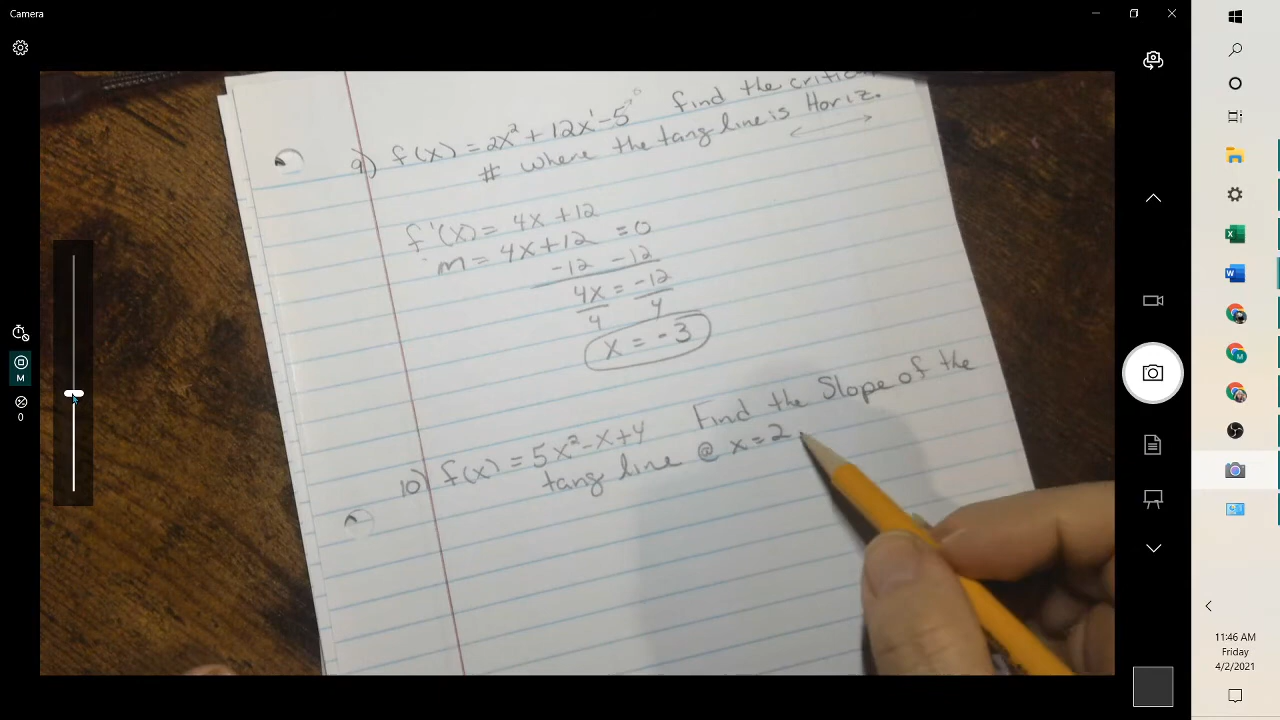 Camera
9) f(x) = 2x² + 12x¹ - 5 find the
# where the tang line is Horiz.
f'(x) = 4x + 12
m = 4x + 12 = 0
-12 -12
4x = -12
4 4
x = -3
10) f(x) = 5x² - x + 4 Find the Slope of the
tang line @ x = 2.
M
0
11:46 AM
Friday
4/2/2021